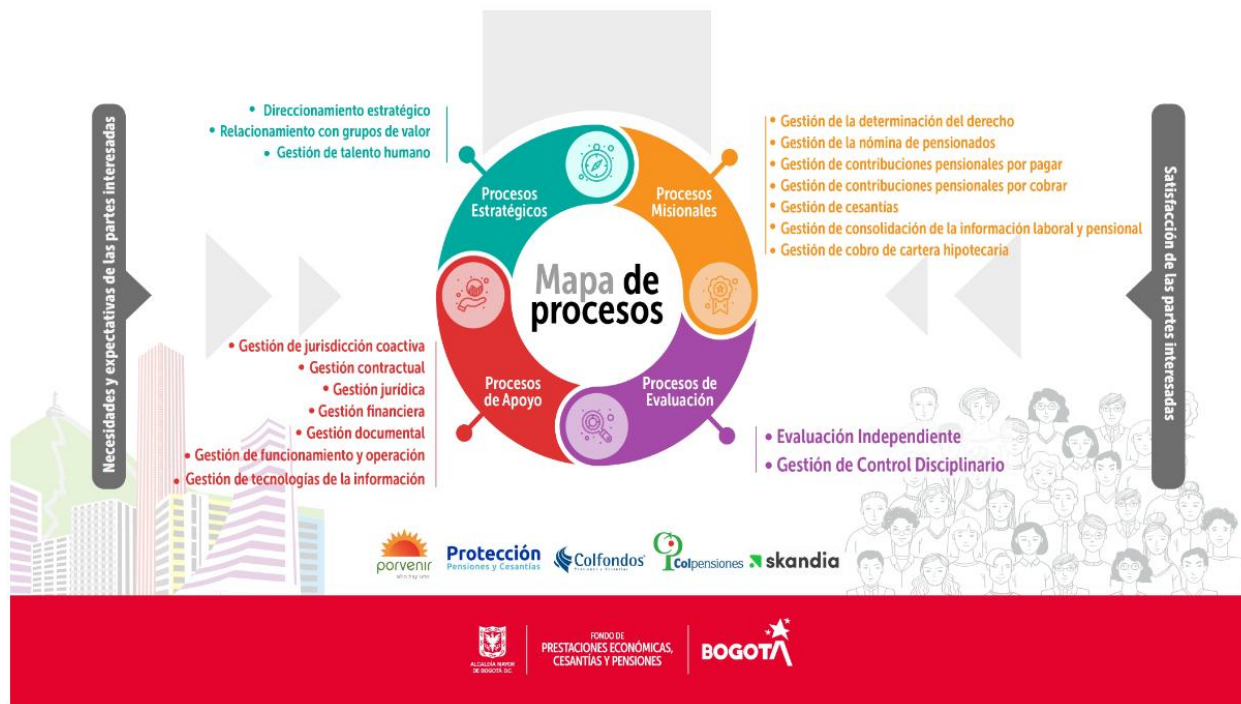 Necesidades y expectativas de las partes interesadas
• Direccionamiento estratégico
• Relacionamiento con grupos de valor
• Gestión de talento humano
Procesos
Estratégicos
Procesos
Misionales
• Gestión de la determinación del derecho
• Gestión de la nómina de pensionados
• Gestión de contribuciones pensionales por pagar
• Gestión de contribuciones pensionales por cobrar
• Gestión de cesantías
• Gestión de consolidación de la información laboral y pensional
• Gestión de cobro de cartera hipotecaria
Mapa de
procesos
• Gestión de jurisdicción coactiva
• Gestión contractual
• Gestión jurídica
• Gestión financiera
• Gestión documental
• Gestión de funcionamiento y operación
• Gestión de tecnologías de la información
Procesos
de Apoyo
Procesos de
Evaluación
• Evaluación Independiente
• Gestión de Control Disciplinario
Satisfacción de las partes interesadas
porvenir
Protección
Pensiones y Cesantías
Colfondos
Colpensiones
skandia
ALCALDÍA MAYOR
DE BOGOTÁ D.C.
FONDO DE
PRESTACIONES ECONÓMICAS,
CESANTÍAS Y PENSIONES
BOGOTÁ